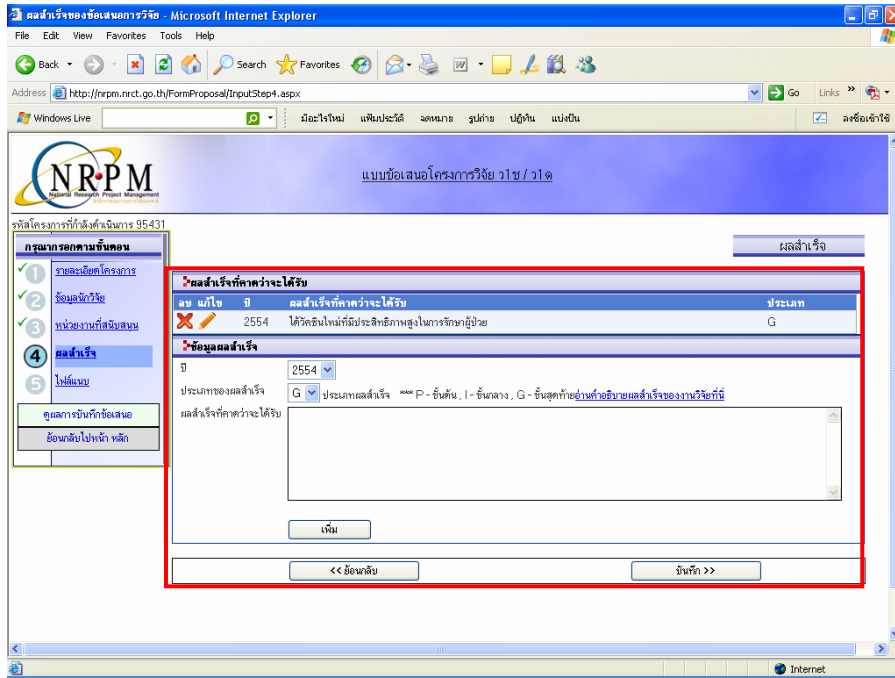 ผลสำเร็จของข้อเสนอการวิจัย - Microsoft Internet Explorer
File Edit View Favorites Tools Help
Back Search Favorites
Address http://nrpm.nrct.go.th/FormProposal/InputStep4.aspx Go Links »
Windows Live มีอะไรใหม่ แฟ้มประวัติ จดหมาย รูปถ่าย ปฏิทิน แบ่งปัน ลงชื่อเข้าใช้
NRPM
National Research Project Management
แบบข้อเสนอโครงการวิจัย ว1ช / ว1ด
รหัสโครงการที่กำลังดำเนินการ 95431
กรุณากรอกตามขั้นตอน
ผลสำเร็จ
1 รายละเอียดโครงการ
2 ข้อมูลนักวิจัย
3 หน่วยงานที่สนับสนุน
4 ผลสำเร็จ
5 ไฟล์แนบ
ดูผลการบันทึกข้อเสนอ
ย้อนกลับไปหน้า หลัก
ผลสำเร็จที่คาดว่าจะได้รับ
ลบ แก้ไข ปี ผลสำเร็จที่คาดว่าจะได้รับ ประเภท
2554 ได้วัคซีนใหม่ที่มีประสิทธิภาพสูงในการรักษาผู้ป่วย G
ข้อมูลผลสำเร็จ
ปี 2554
ประเภทของผลสำเร็จ G ประเภทผลสำเร็จ *** P - ขั้นต้น , I - ขั้นกลาง , G - ขั้นสุดท้ายอ่านคำอธิบายผลสำเร็จของงานวิจัยที่นี่
ผลสำเร็จที่คาดว่าจะได้รับ
เพิ่ม
<< ย้อนกลับ บันทึก >>
Internet